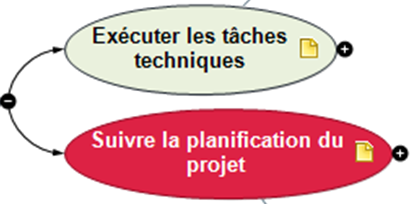 Exécuter les tâches
techniques
Suivre la planification du
projet